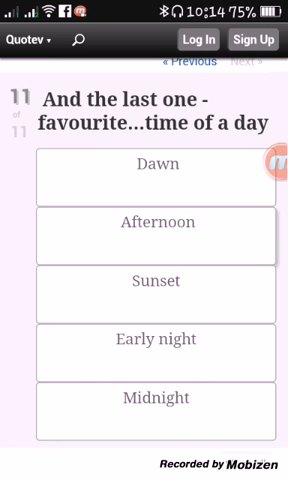 10:14 75%
Quotev Log In Sign Up
« Previous Next »
11 And the last one -
of favourite...time of a day
11
Dawn
Afternoon
Sunset
Early night
Midnight
Recorded by Mobizen